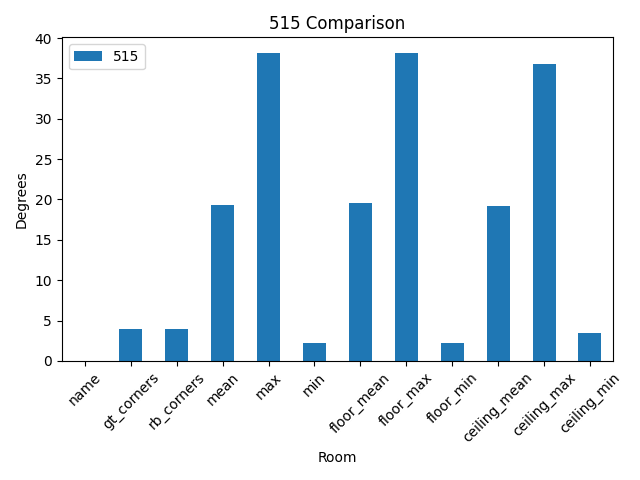 515 Comparison
515
Degrees
40
35
30
25
20
15
10
5
0
name
gt_corners
rb_corners
mean
max
min
floor_mean
floor_max
floor_min
ceiling_mean
ceiling_max
ceiling_min
Room